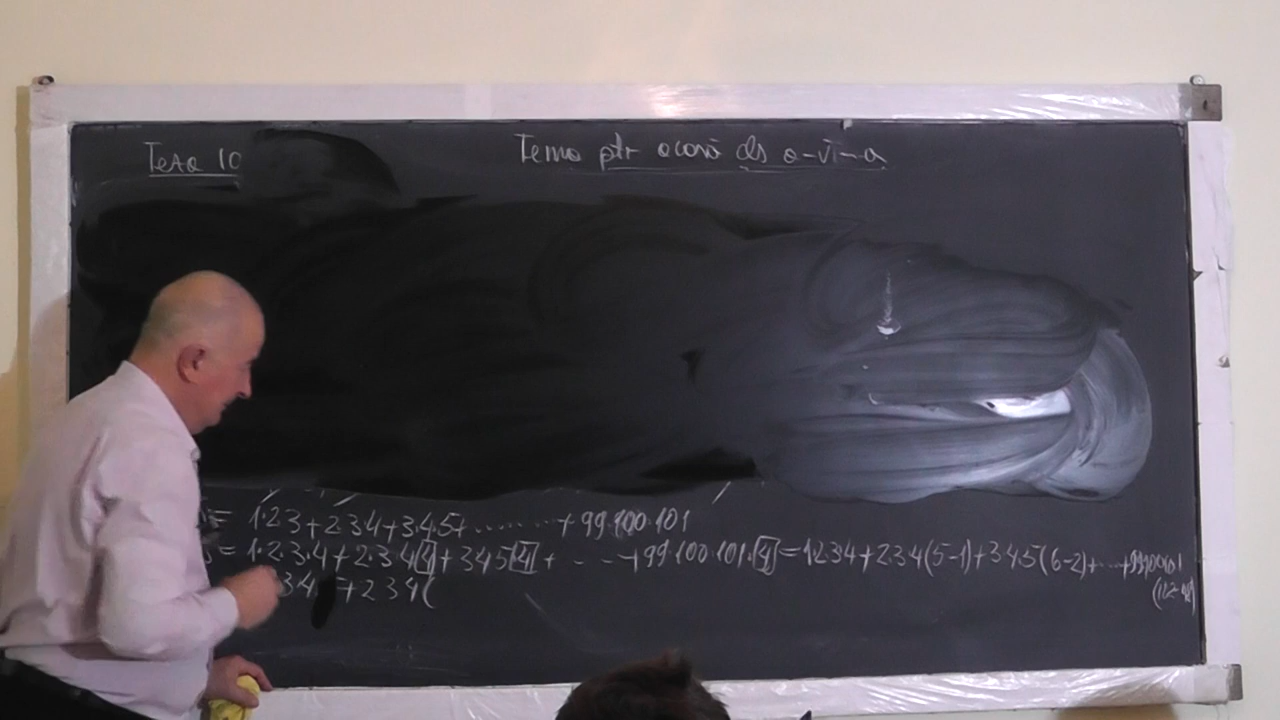 Tema 10
Tema ptr acasă cls a-VI-a
= 1·2·3+2·3·4+3·4·5+.........+99·100·101
= 1·2·3·4+2·3·4·4+3·4·5·4+...+99·100·101·4=1·2·3·4+2·3·4(5-1)+3·4·5(6-2)+...+99·100·101
(102-98)
3·4 +2·3·4(